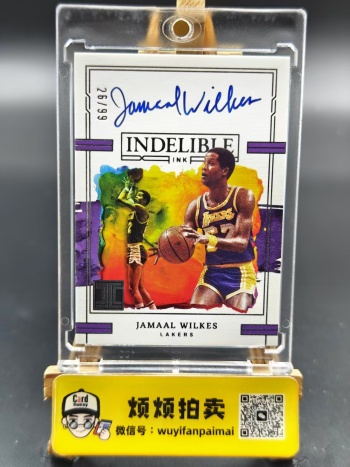 26/99
Jamaal Wilkes
INDELIBLE
INK
JAMAAL WILKES
LAKERS
Card
烦烦拍卖
微信号：wuyifanpaimai